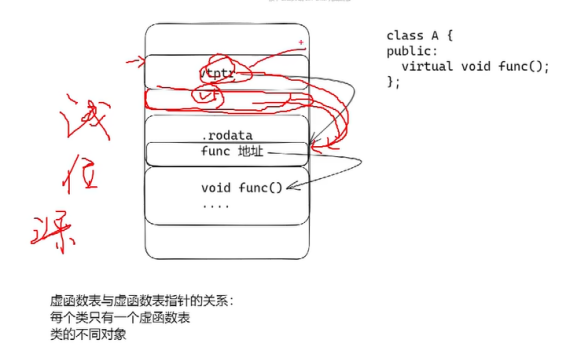 class A {
public:
virtual void func();
};
vtptr
.rodata
func 地址
void func()
....
浅
虚函数表与虚函数表指针的关系:
每个类只有一个虚函数表
类的不同对象